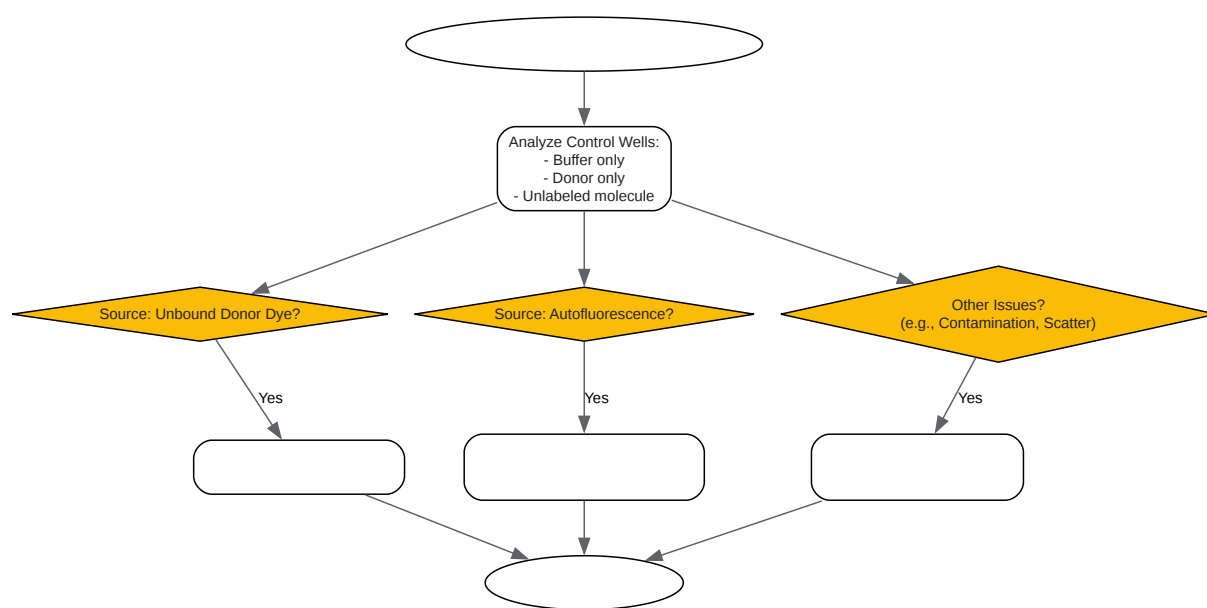 Analyze Control Wells:
- Buffer only
- Donor only
- Unlabeled molecule
Source: Unbound Donor Dye?
Source: Autofluorescence?
Other Issues?
(e.g., Contamination, Scatter)
Yes
Yes
Yes